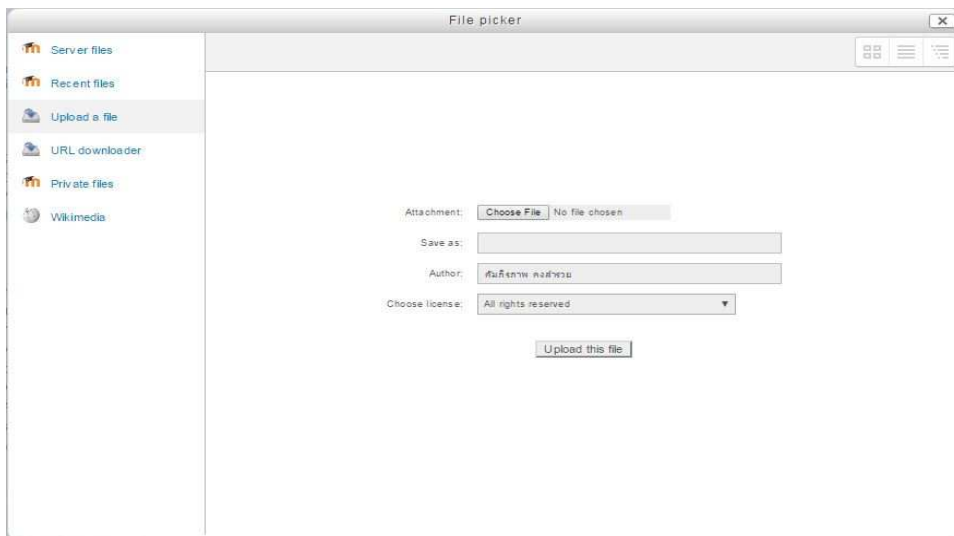 File picker
Server files
Recent files
Upload a file
URL downloader
Private files
Wikimedia
Attachment: Choose File No file chosen
Save as:
Author:
Choose license: All rights reserved
Upload this file